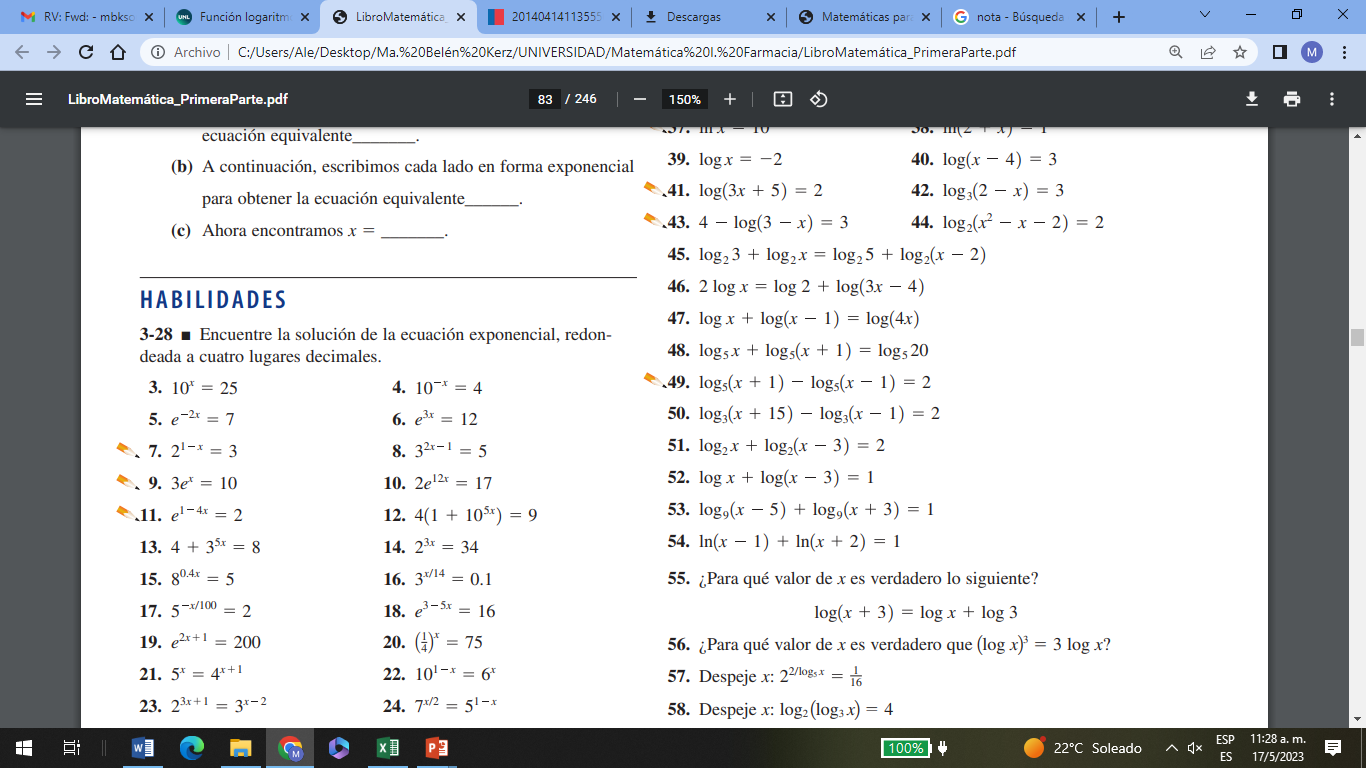 RV: Fwd: - mbkso
Función logaritm
LibroMatemática_
20140414113555
Descargas
Matemáticas par
nota - Búsqueda
Archivo
C:/Users/Ale/Desktop/Ma.%20Belén%20Kerz/UNIVERSIDAD/Matemática%20I.%20Farmacia/LibroMatemática_PrimeraParte.pdf
M
LibroMatemática_PrimeraParte.pdf
83 / 246
150%
ecuación equivalente_______.
(b) A continuación, escribimos cada lado en forma exponencial
para obtener la ecuación equivalente______.
(c) Ahora encontramos x = _______.
HABILIDADES
3-28 ■ Encuentre la solución de la ecuación exponencial, redon-
deada a cuatro lugares decimales.
3. 10^x = 25
4. 10^{-x} = 4
5. e^{-2x} = 7
6. e^{3x} = 12
7. 2^{1-x} = 3
8. 3^{2x-1} = 5
9. 3e^x = 10
10. 2e^{12x} = 17
11. e^{1-4x} = 2
12. 4(1 + 10^{5x}) = 9
13. 4 + 3^{5x} = 8
14. 2^{3x} = 34
15. 8^{0.4x} = 5
16. 3^{x/14} = 0.1
17. 5^{-x/100} = 2
18. e^{3-5x} = 16
19. e^{2x+1} = 200
20. (1/4)^x = 75
21. 5^x = 4^{x+1}
22. 10^{1-x} = 6^x
23. 2^{3x+1} = 3^{x-2}
24. 7^{x/2} = 5^{1-x}
37. ln x = 10
38. ln(2 + x) = 1
39. log x = −2
40. log(x − 4) = 3
41. log(3x + 5) = 2
42. log₃(2 − x) = 3
43. 4 − log(3 − x) = 3
44. log₂(x² − x − 2) = 2
45. log₂ 3 + log₂ x = log₂ 5 + log₂(x − 2)
46. 2 log x = log 2 + log(3x − 4)
47. log x + log(x − 1) = log(4x)
48. log₅ x + log₅(x + 1) = log₅ 20
49. log₅(x + 1) − log₅(x − 1) = 2
50. log₃(x + 15) − log₃(x − 1) = 2
51. log₂ x + log₂(x − 3) = 2
52. log x + log(x − 3) = 1
53. log₉(x − 5) + log₉(x + 3) = 1
54. ln(x − 1) + ln(x + 2) = 1
55. ¿Para qué valor de x es verdadero lo siguiente?
log(x + 3) = log x + log 3
56. ¿Para qué valor de x es verdadero que (log x)³ = 3 log x?
57. Despeje x: 2^{2/log₅ x} = 1/16
58. Despeje x: log₂(log₃ x) = 4
100%
22°C Soleado
ESP
ES
11:28 a. m.
17/5/2023